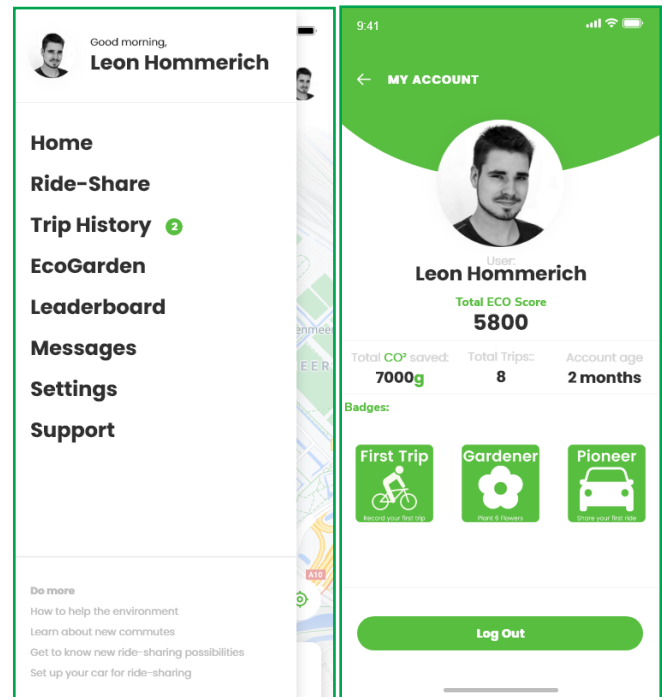 Good morning,
Leon Hommerich
Home
Ride-Share
Trip History 2
EcoGarden
Leaderboard
Messages
Settings
Support
Do more
How to help the environment
Learn about new commutes
Get to know new ride-sharing possibilities
Set up your car for ride-sharing
A10
9:41
MY ACCOUNT
User:
Leon Hommerich
Total ECO Score
5800
Total CO² saved: Total Trips:: Account age
7000g 8 2 months
Badges:
First Trip Gardener Pioneer
Record your first trip Plant 6 flowers Share your first ride
Log Out